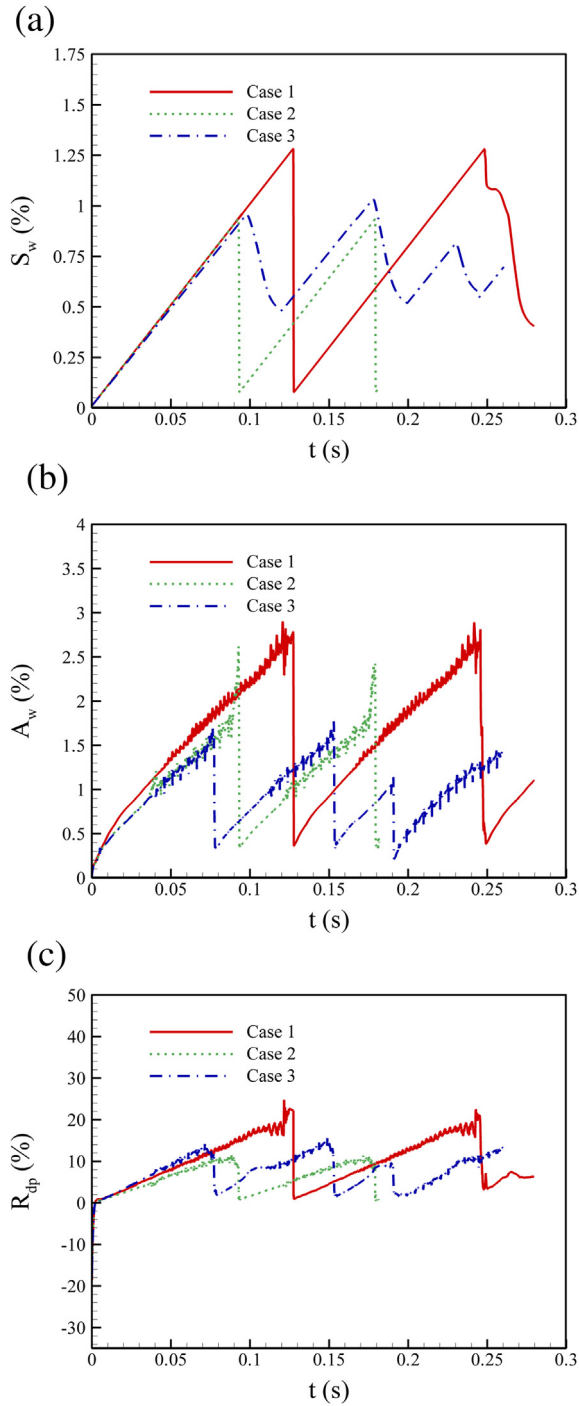 (a)
1.75
1.5
1.25
1
0.75
0.5
0.25
0
S_w (%)
Case 1
Case 2
Case 3
0 0.05 0.1 0.15 0.2 0.25 0.3
t (s)
(b)
4
3.5
3
2.5
2
1.5
1
0.5
0
A_w (%)
Case 1
Case 2
Case 3
0 0.05 0.1 0.15 0.2 0.25 0.3
t (s)
(c)
50
40
30
20
10
0
-10
-20
-30
R_dp (%)
Case 1
Case 2
Case 3
0 0.05 0.1 0.15 0.2 0.25 0.3
t (s)